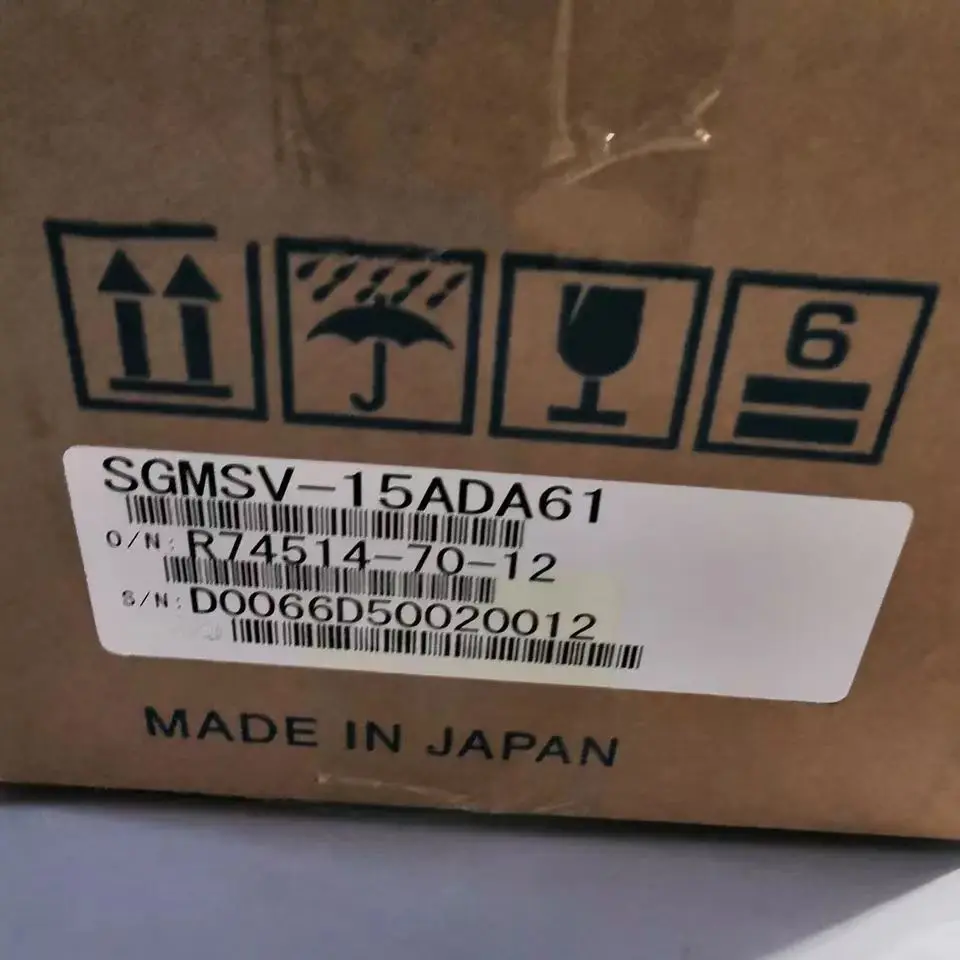 6
SGMSV-15ADA61
O/N: R74514-70-12
S/N: D0066D50020012
MADE IN JAPAN